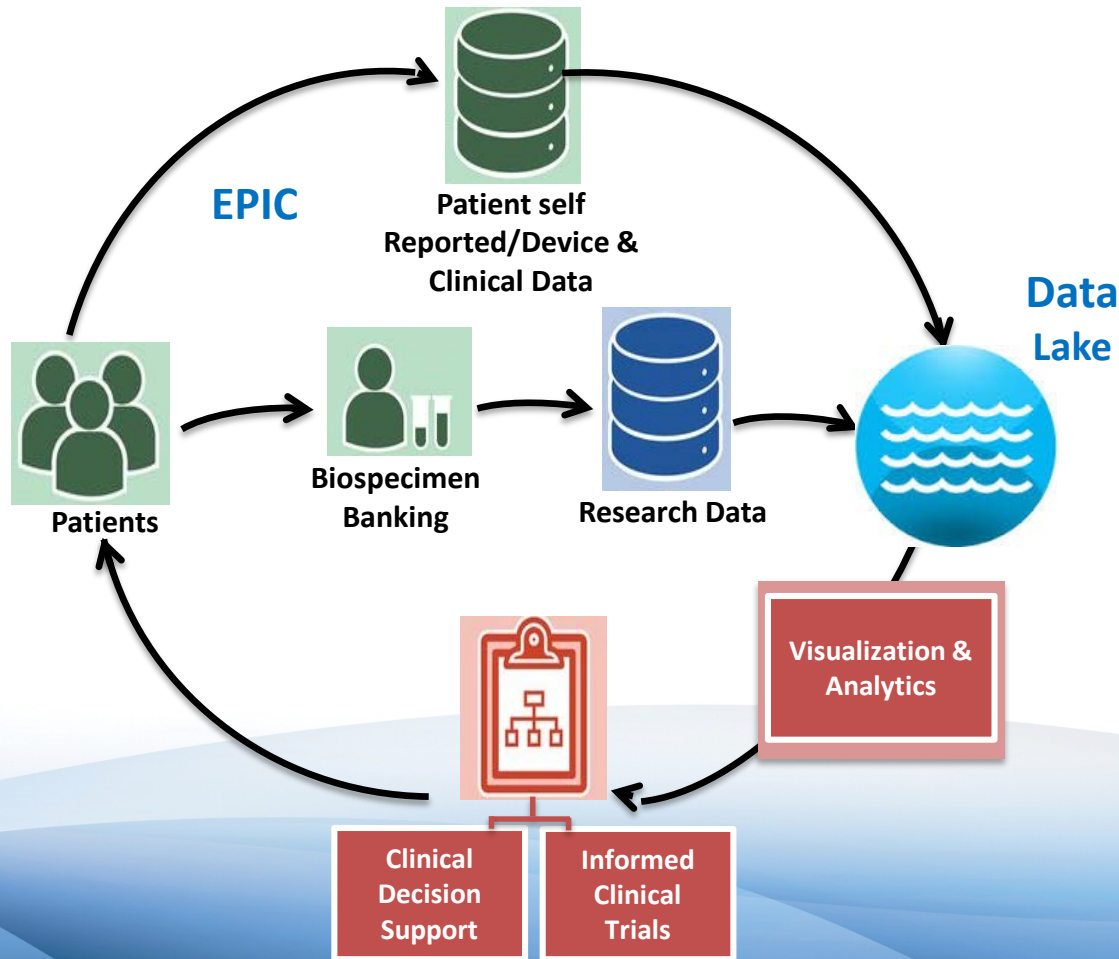 EPIC
Patient self
Reported/Device &
Clinical Data
Data
Lake
Patients
Biospecimen
Banking
Research Data
Visualization &
Analytics
Clinical
Decision
Support
Informed
Clinical
Trials